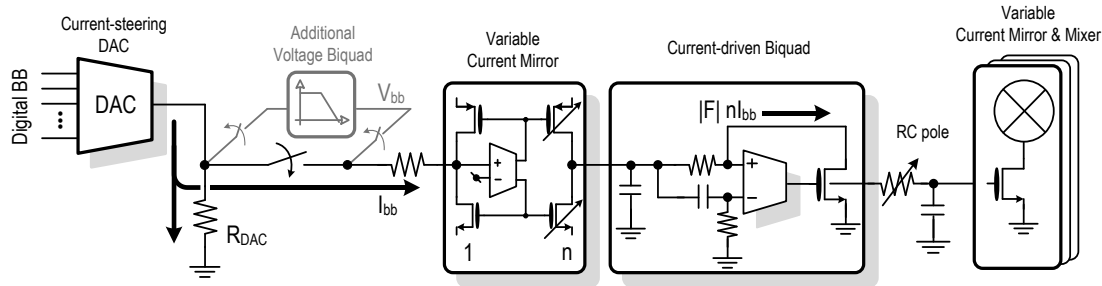 Current-steering
DAC
Digital BB
DAC
R_DAC
Additional
Voltage Biquad
V_bb
I_bb
Variable
Current Mirror
+
−
1
n
Current-driven Biquad
|F| nI_bb
+
−
RC pole
Variable
Current Mirror & Mixer